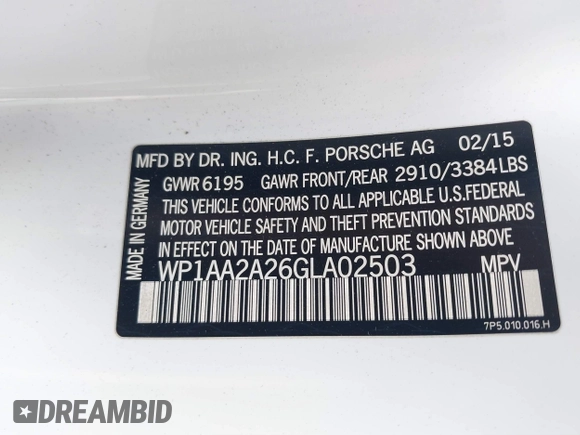 MFD BY DR. ING. H.C. F. PORSCHE AG 02/15
GVWR 6195 GAWR FRONT/REAR 2910/3384 LBS
THIS VEHICLE CONFORMS TO ALL APPLICABLE U.S.FEDERAL
MOTOR VEHICLE SAFETY AND THEFT PREVENTION STANDARDS
IN EFFECT ON THE DATE OF MANUFACTURE SHOWN ABOVE
WP1AA2A26GLA02503 MPV
MADE IN GERMANY
7P5.010.016.H
DREAMBID